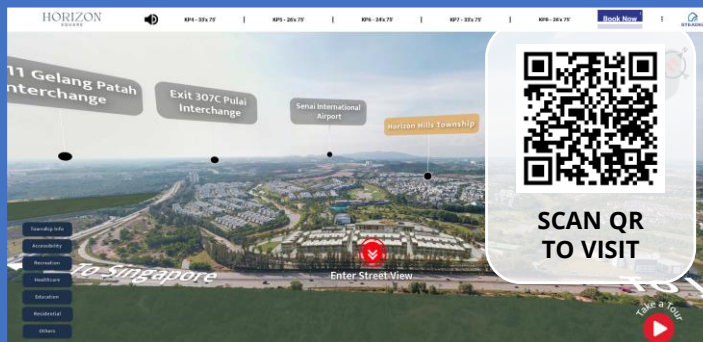 HORIZON
SQUARE
KP4 - 33'x 75'
|
KP5 - 26'x 75'
|
KP6 - 24'x 75'
|
KP7 - 33'x 75'
|
KP8 - 26'x 75'
Book Now
11 Gelang Patah
Interchange
Exit 307C Pulai
Interchange
Senai International
Airport
Horizon Hills Township
SCAN QR
TO VISIT
Township Info
Accessibility
Recreation
Healthcare
Education
Residential
Others
To Singapore
Enter Street View
Take a Tour